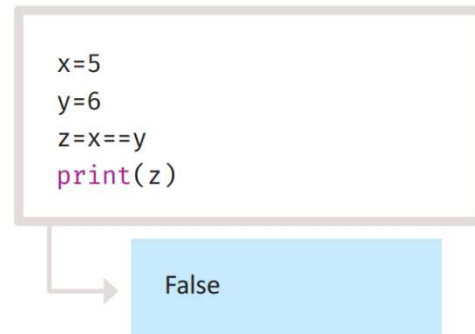 x=5
y=6
z=x==y
print(z)
False